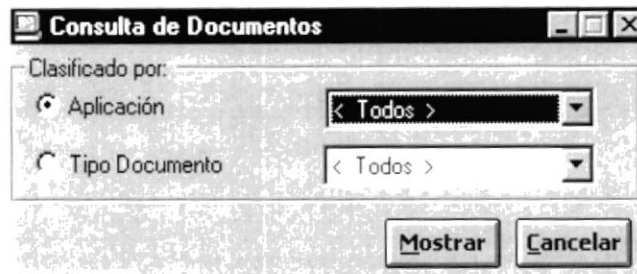 Consulta de Documentos
Clasificado por:
Aplicación < Todos >
Tipo Documento < Todos >
Mostrar Cancelar